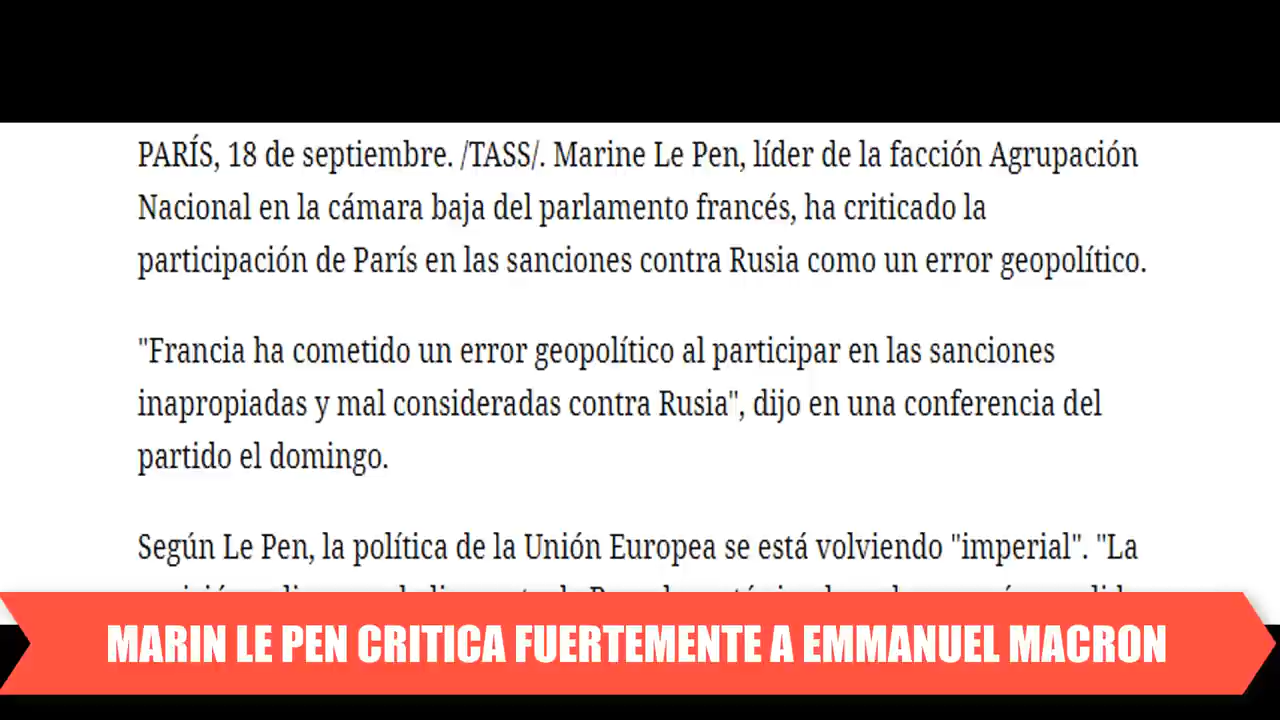 PARÍS, 18 de septiembre. /TASS/. Marine Le Pen, líder de la facción Agrupación
Nacional en la cámara baja del parlamento francés, ha criticado la
participación de París en las sanciones contra Rusia como un error geopolítico.
"Francia ha cometido un error geopolítico al participar en las sanciones
inapropiadas y mal consideradas contra Rusia", dijo en una conferencia del
partido el domingo.
Según Le Pen, la política de la Unión Europea se está volviendo "imperial". "La
MARIN LE PEN CRITICA FUERTEMENTE A EMMANUEL MACRON